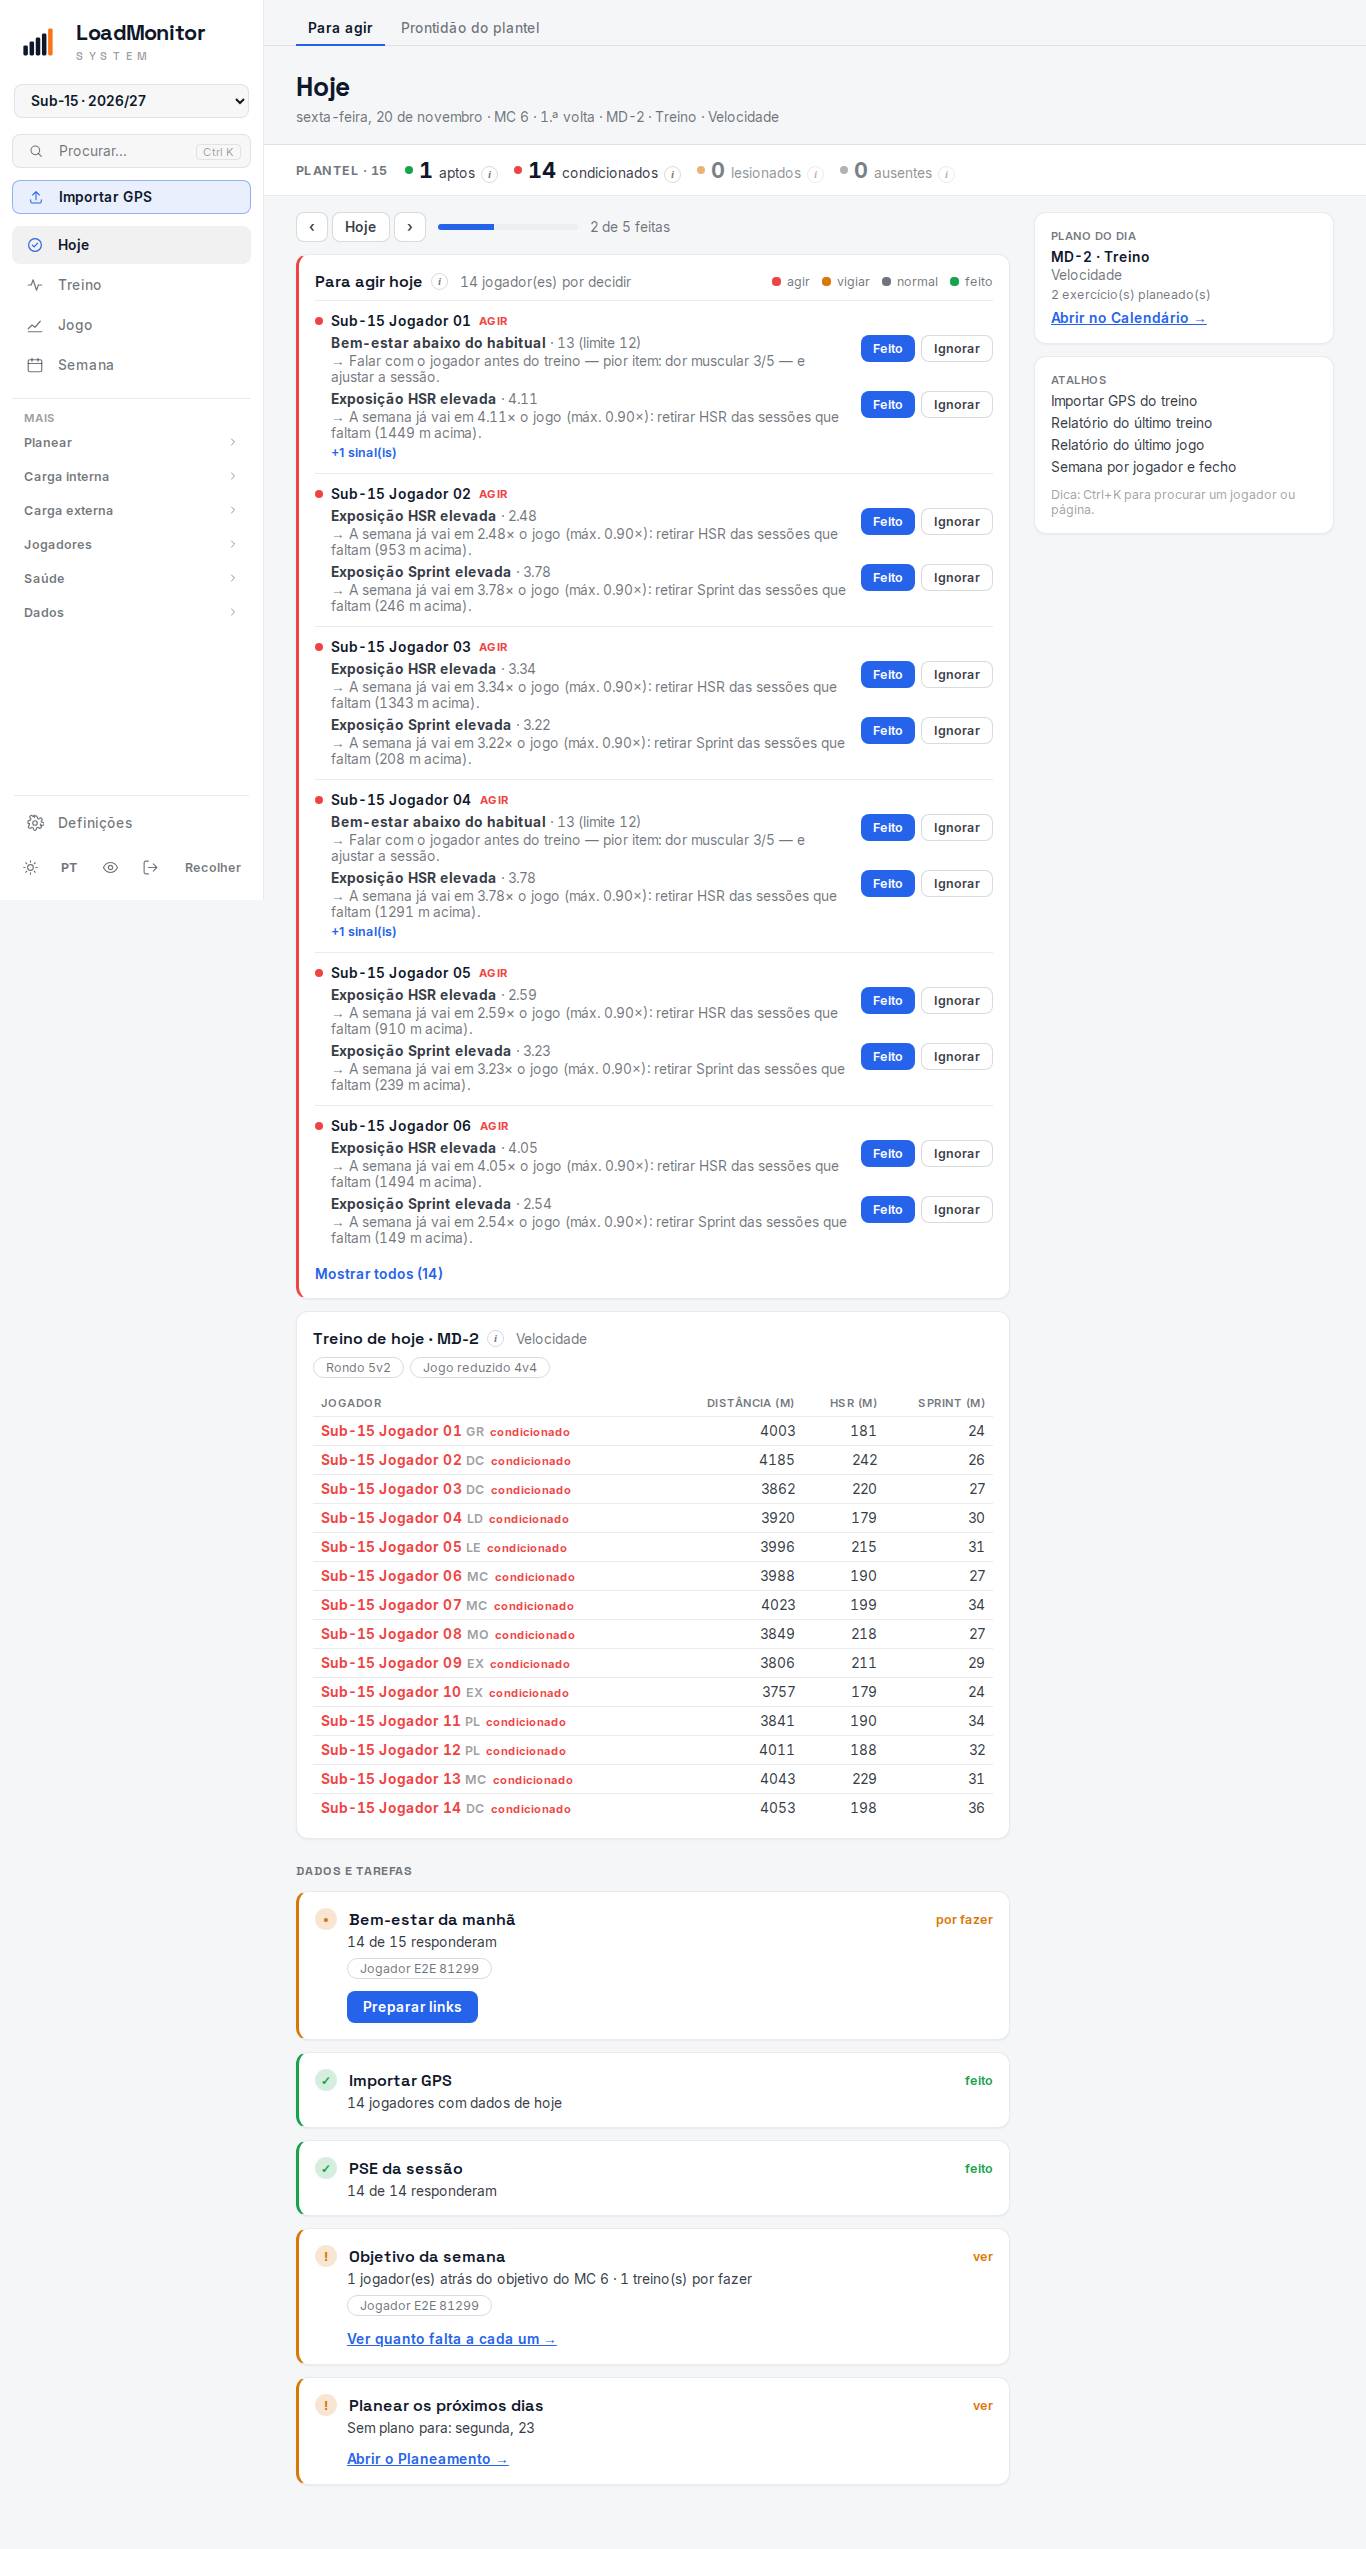 LoadMonitor
SYSTEM
Sub-15 · 2026/27
Procurar...
Ctrl K
Importar GPS
Hoje
Treino
Jogo
Semana
MAIS
Planear
Carga interna
Carga externa
Jogadores
Saúde
Dados
Definições
PT
Recolher
Para agir
Prontidão do plantel
Hoje
sexta-feira, 20 de novembro · MC 6 · 1.ª volta · MD-2 · Treino · Velocidade
PLANTEL · 15
1 aptos i
14 condicionados i
0 lesionados i
0 ausentes i
‹ Hoje ›
2 de 5 feitas
Para agir hoje i 14 jogador(es) por decidir
agir vigiar normal feito
Sub-15 Jogador 01 AGIR
Bem-estar abaixo do habitual · 13 (limite 12)
→ Falar com o jogador antes do treino — pior item: dor muscular 3/5 — e
ajustar a sessão.
Feito Ignorar
Exposição HSR elevada · 4.11
→ A semana já vai em 4.11× o jogo (máx. 0.90×): retirar HSR das sessões que
faltam (1449 m acima).
Feito Ignorar
+1 sinal(is)
Sub-15 Jogador 02 AGIR
Exposição HSR elevada · 2.48
→ A semana já vai em 2.48× o jogo (máx. 0.90×): retirar HSR das sessões que
faltam (953 m acima).
Feito Ignorar
Exposição Sprint elevada · 3.78
→ A semana já vai em 3.78× o jogo (máx. 0.90×): retirar Sprint das sessões que
faltam (246 m acima).
Feito Ignorar
Sub-15 Jogador 03 AGIR
Exposição HSR elevada · 3.34
→ A semana já vai em 3.34× o jogo (máx. 0.90×): retirar HSR das sessões que
faltam (1343 m acima).
Feito Ignorar
Exposição Sprint elevada · 3.22
→ A semana já vai em 3.22× o jogo (máx. 0.90×): retirar Sprint das sessões que
faltam (208 m acima).
Feito Ignorar
Sub-15 Jogador 04 AGIR
Bem-estar abaixo do habitual · 13 (limite 12)
→ Falar com o jogador antes do treino — pior item: dor muscular 3/5 — e
ajustar a sessão.
Feito Ignorar
Exposição HSR elevada · 3.78
→ A semana já vai em 3.78× o jogo (máx. 0.90×): retirar HSR das sessões que
faltam (1291 m acima).
Feito Ignorar
+1 sinal(is)
Sub-15 Jogador 05 AGIR
Exposição HSR elevada · 2.59
→ A semana já vai em 2.59× o jogo (máx. 0.90×): retirar HSR das sessões que
faltam (910 m acima).
Feito Ignorar
Exposição Sprint elevada · 3.23
→ A semana já vai em 3.23× o jogo (máx. 0.90×): retirar Sprint das sessões que
faltam (239 m acima).
Feito Ignorar
Sub-15 Jogador 06 AGIR
Exposição HSR elevada · 4.05
→ A semana já vai em 4.05× o jogo (máx. 0.90×): retirar HSR das sessões que
faltam (1494 m acima).
Feito Ignorar
Exposição Sprint elevada · 2.54
→ A semana já vai em 2.54× o jogo (máx. 0.90×): retirar Sprint das sessões que
faltam (149 m acima).
Feito Ignorar
Mostrar todos (14)
Treino de hoje · MD-2 i Velocidade
Rondo 5v2 Jogo reduzido 4v4
JOGADOR DISTÂNCIA (M) HSR (M) SPRINT (M)
Sub-15 Jogador 01 GR condicionado 4003 181 24
Sub-15 Jogador 02 DC condicionado 4185 242 26
Sub-15 Jogador 03 DC condicionado 3862 220 27
Sub-15 Jogador 04 LD condicionado 3920 179 30
Sub-15 Jogador 05 LE condicionado 3996 215 31
Sub-15 Jogador 06 MC condicionado 3988 190 27
Sub-15 Jogador 07 MC condicionado 4023 199 34
Sub-15 Jogador 08 MO condicionado 3849 218 27
Sub-15 Jogador 09 EX condicionado 3806 211 29
Sub-15 Jogador 10 EX condicionado 3757 179 24
Sub-15 Jogador 11 PL condicionado 3841 190 34
Sub-15 Jogador 12 PL condicionado 4011 188 32
Sub-15 Jogador 13 MC condicionado 4043 229 31
Sub-15 Jogador 14 DC condicionado 4053 198 36
DADOS E TAREFAS
Bem-estar da manhã por fazer
14 de 15 responderam
Jogador E2E 81299
Preparar links
✓ Importar GPS feito
14 jogadores com dados de hoje
✓ PSE da sessão feito
14 de 14 responderam
! Objetivo da semana ver
1 jogador(es) atrás do objetivo do MC 6 · 1 treino(s) por fazer
Jogador E2E 81299
Ver quanto falta a cada um →
! Planear os próximos dias ver
Sem plano para: segunda, 23
Abrir o Planeamento →
PLANO DO DIA
MD-2 · Treino
Velocidade
2 exercício(s) planeado(s)
Abrir no Calendário →
ATALHOS
Importar GPS do treino
Relatório do último treino
Relatório do último jogo
Semana por jogador e fecho
Dica: Ctrl+K para procurar um jogador ou
página.